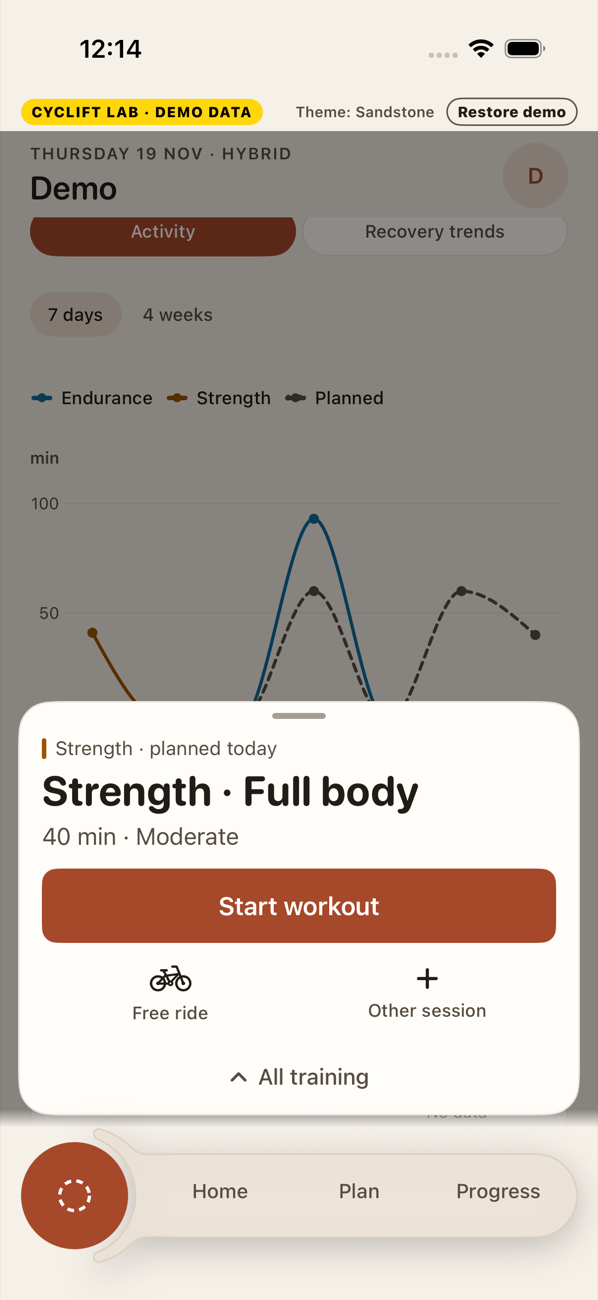 12:14
CYCLIFT LAB · DEMO DATA
Theme: Sandstone
Restore demo
THURSDAY 19 NOV · HYBRID
Demo
D
Activity
Recovery trends
7 days
4 weeks
Endurance
Strength
Planned
min
100
50
Strength · planned today
Strength · Full body
40 min · Moderate
Start workout
Free ride
Other session
All training
Home
Plan
Progress